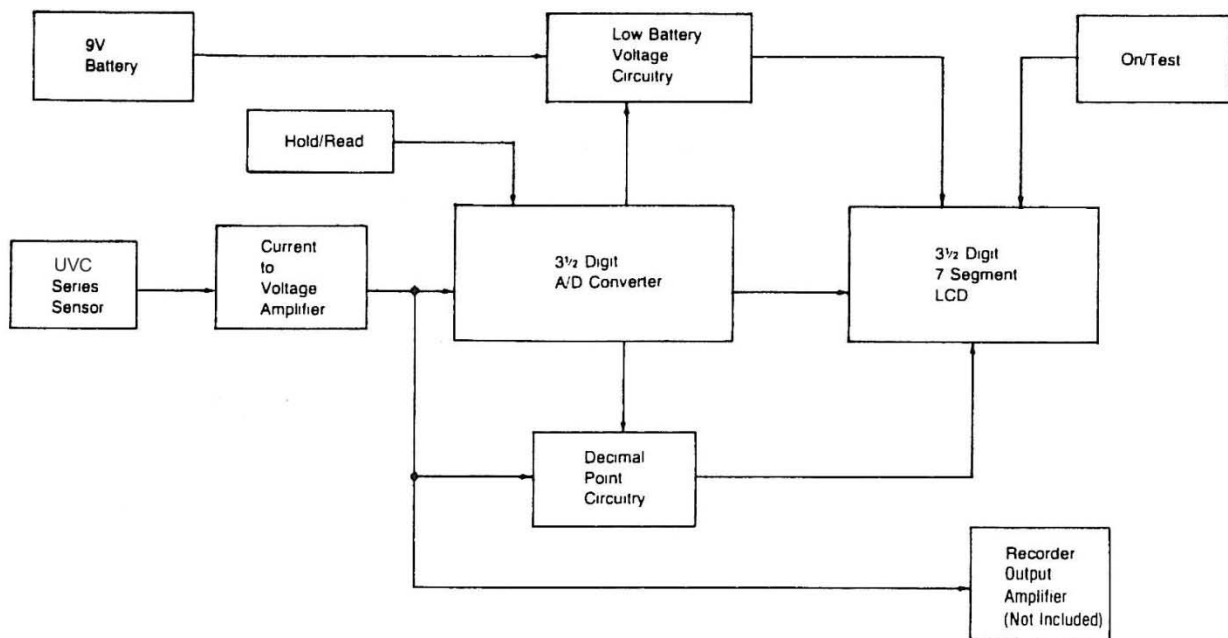 9V
Battery
Low Battery
Voltage
Circuitry
On/Test
Hold/Read
UVC
Series
Sensor
Current
to
Voltage
Amplifier
3½ Digit
A/D Converter
3½ Digit
7 Segment
LCD
Decimal
Point
Circuitry
Recorder
Output
Amplifier
(Not Included)